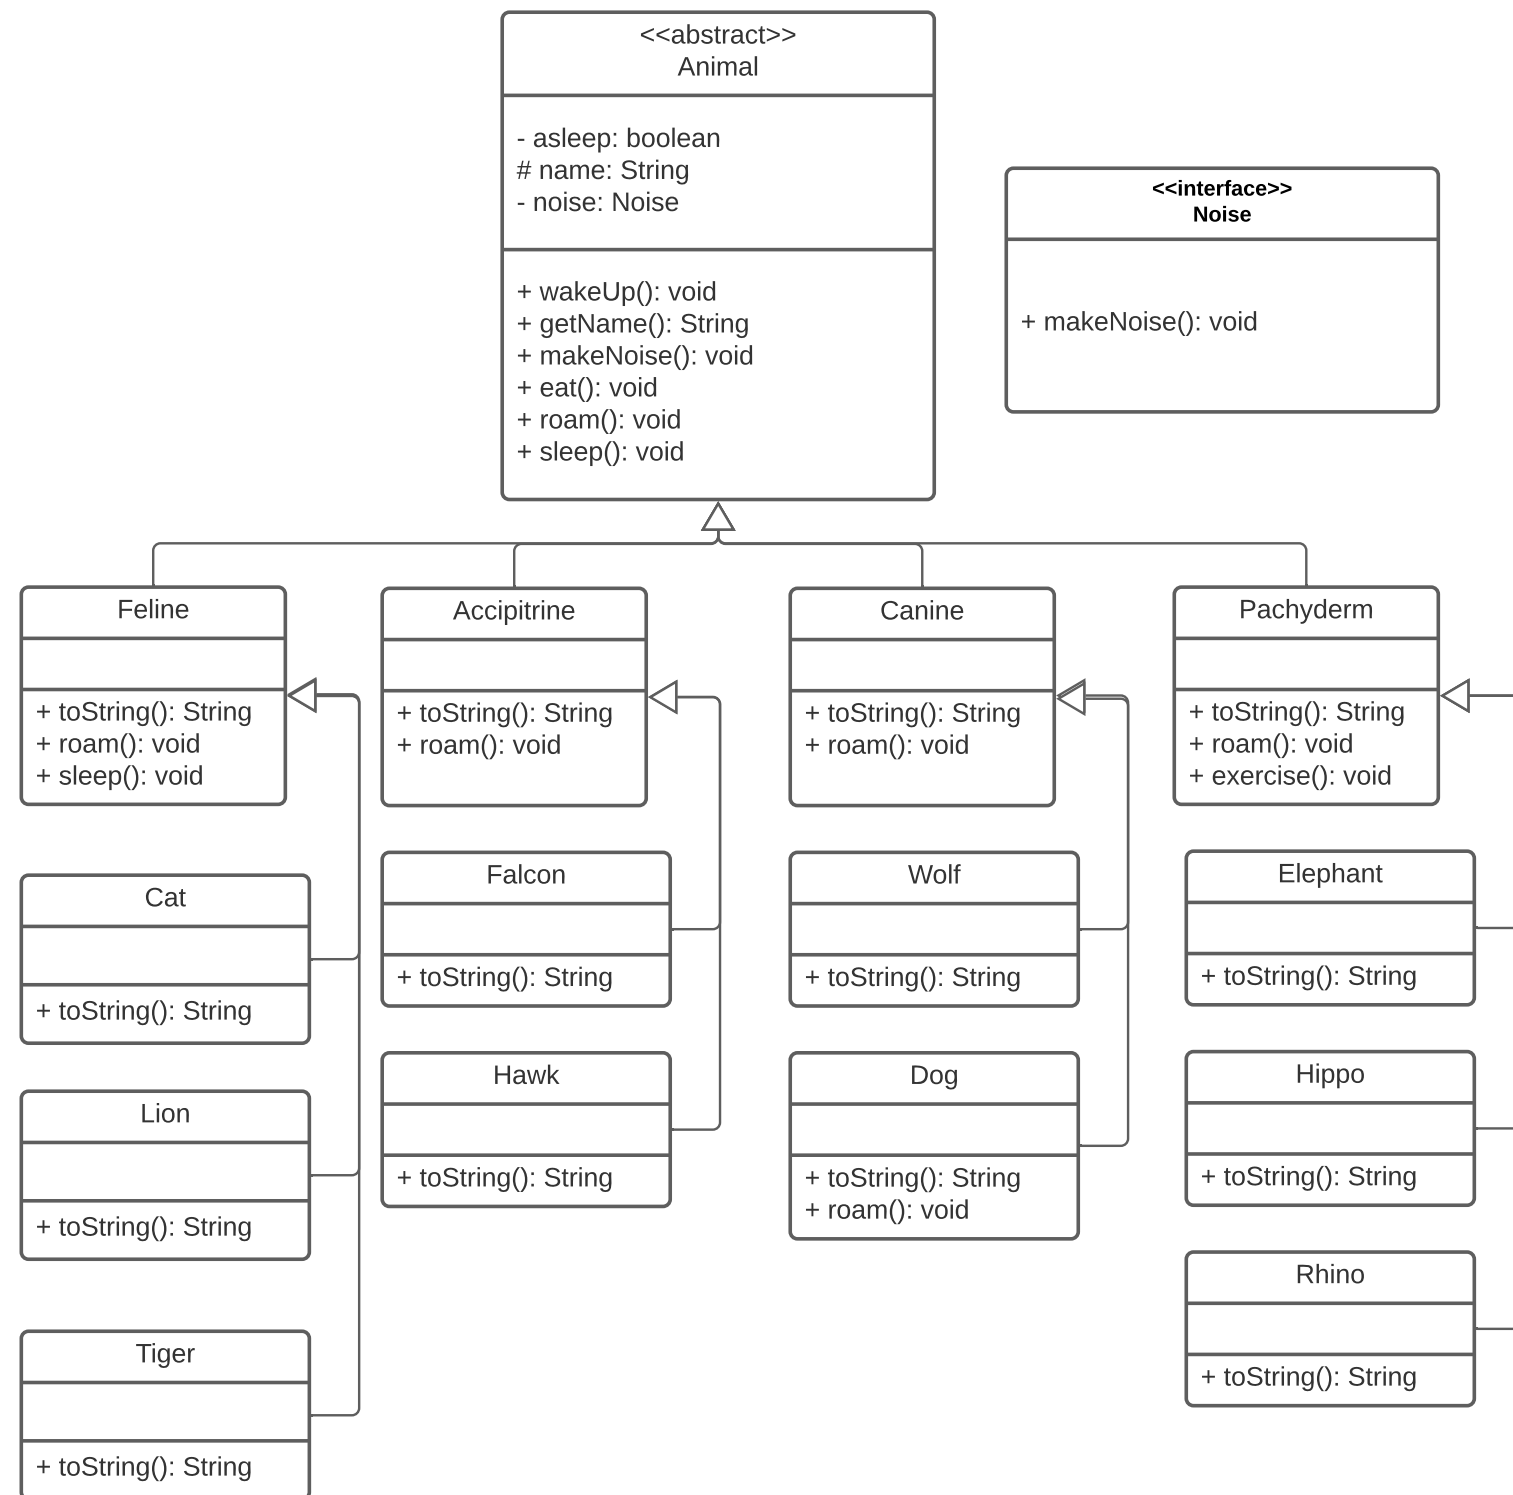 <<abstract>>
Animal
- asleep: boolean
# name: String
- noise: Noise
+ wakeUp(): void
+ getName(): String
+ makeNoise(): void
+ eat(): void
+ roam(): void
+ sleep(): void
<<interface>>
Noise
+ makeNoise(): void
Feline
+ toString(): String
+ roam(): void
+ sleep(): void
Accipitrine
+ toString(): String
+ roam(): void
Canine
+ toString(): String
+ roam(): void
Pachyderm
+ toString(): String
+ roam(): void
+ exercise(): void
Cat
+ toString(): String
Falcon
+ toString(): String
Wolf
+ toString(): String
Elephant
+ toString(): String
Lion
+ toString(): String
Hawk
+ toString(): String
Dog
+ toString(): String
+ roam(): void
Hippo
+ toString(): String
Tiger
+ toString(): String
Rhino
+ toString(): String